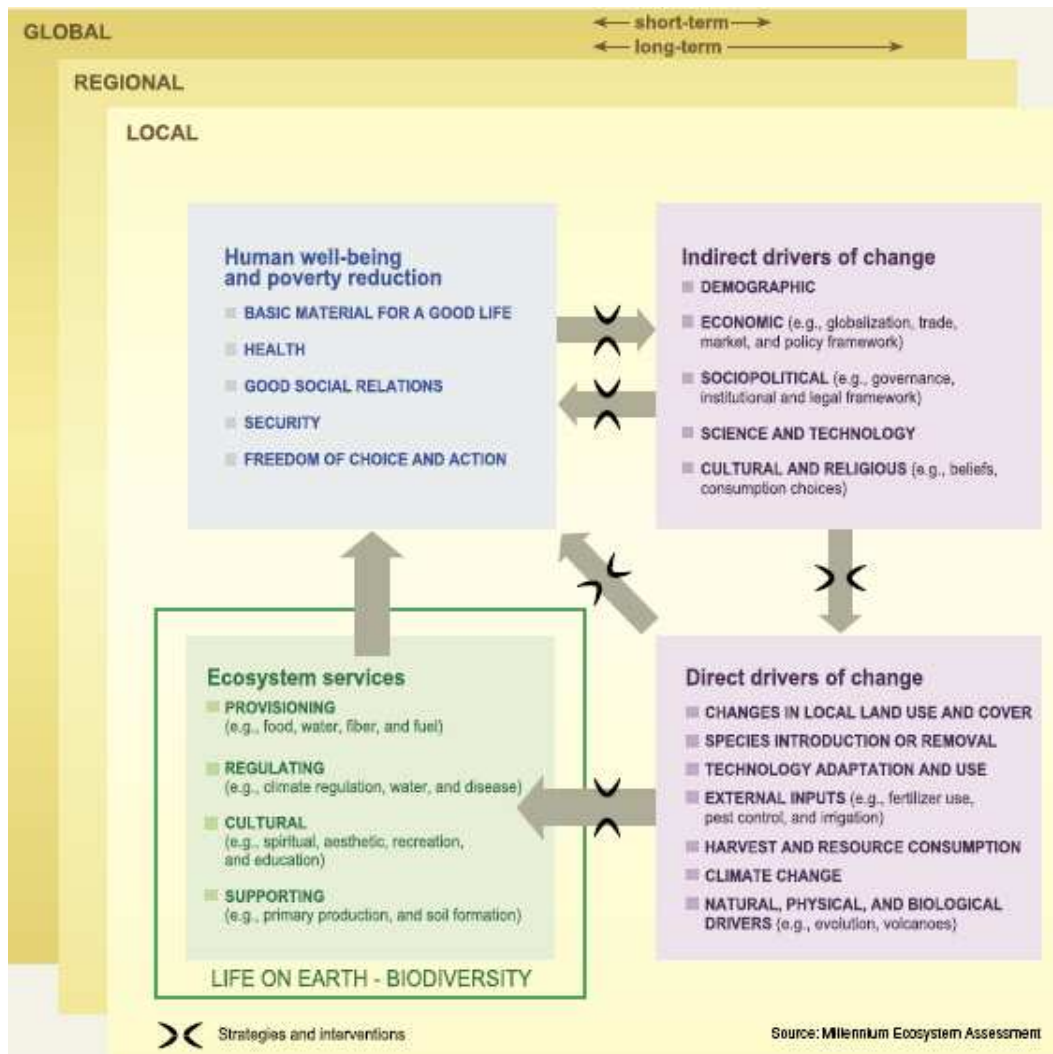 GLOBAL
short-term
long-term
REGIONAL
LOCAL
Human well-being
and poverty reduction
BASIC MATERIAL FOR A GOOD LIFE
HEALTH
GOOD SOCIAL RELATIONS
SECURITY
FREEDOM OF CHOICE AND ACTION
Indirect drivers of change
DEMOGRAPHIC
ECONOMIC (e.g., globalization, trade,
market, and policy framework)
SOCIOPOLITICAL (e.g., governance,
institutional and legal framework)
SCIENCE AND TECHNOLOGY
CULTURAL AND RELIGIOUS (e.g., beliefs,
consumption choices)
Ecosystem services
PROVISIONING
(e.g., food, water, fiber, and fuel)
REGULATING
(e.g., climate regulation, water, and disease)
CULTURAL
(e.g., spiritual, aesthetic, recreation,
and education)
SUPPORTING
(e.g., primary production, and soil formation)
LIFE ON EARTH - BIODIVERSITY
Direct drivers of change
CHANGES IN LOCAL LAND USE AND COVER
SPECIES INTRODUCTION OR REMOVAL
TECHNOLOGY ADAPTATION AND USE
EXTERNAL INPUTS (e.g., fertilizer use,
pest control, and irrigation)
HARVEST AND RESOURCE CONSUMPTION
CLIMATE CHANGE
NATURAL, PHYSICAL, AND BIOLOGICAL
DRIVERS (e.g., evolution, volcanoes)
Strategies and interventions
Source: Millennium Ecosystem Assessment